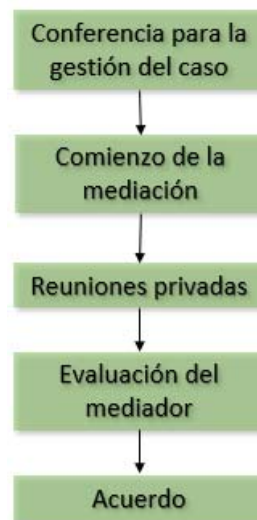 Conferencia para la
gestión del caso
Comienzo de la
mediación
Reuniones privadas
Evaluación del
mediador
Acuerdo